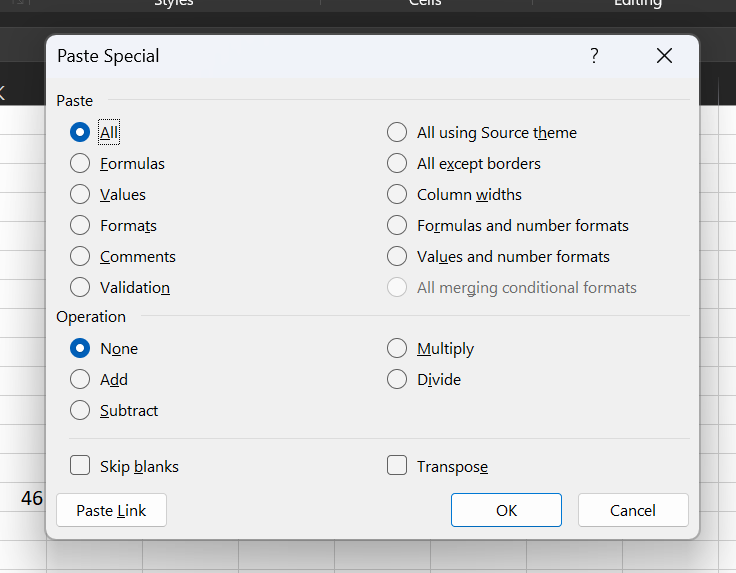 Styles Cells Editing
Paste Special ?
K
Paste
All All using Source theme
Formulas All except borders
Values Column widths
Formats Formulas and number formats
Comments Values and number formats
Validation All merging conditional formats
Operation
None Multiply
Add Divide
Subtract
Skip blanks Transpose
46
Paste Link OK Cancel